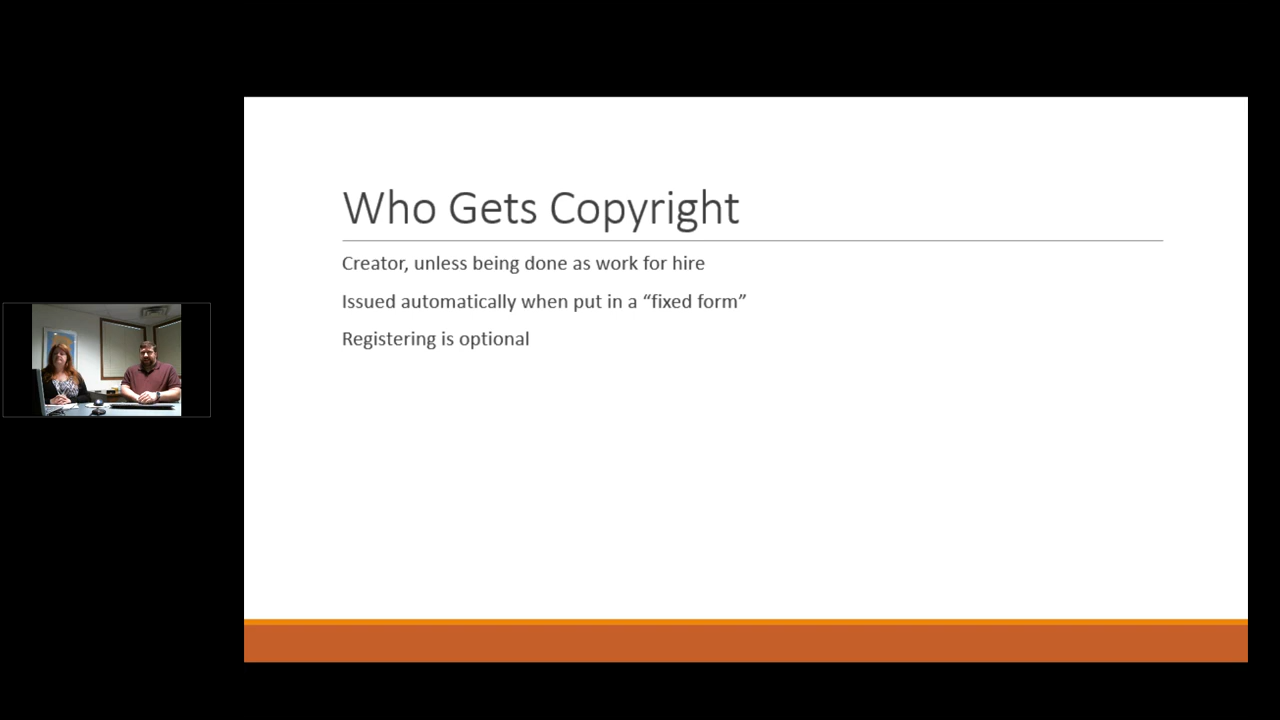 Who Gets Copyright
Creator, unless being done as work for hire
Issued automatically when put in a “fixed form”
Registering is optional